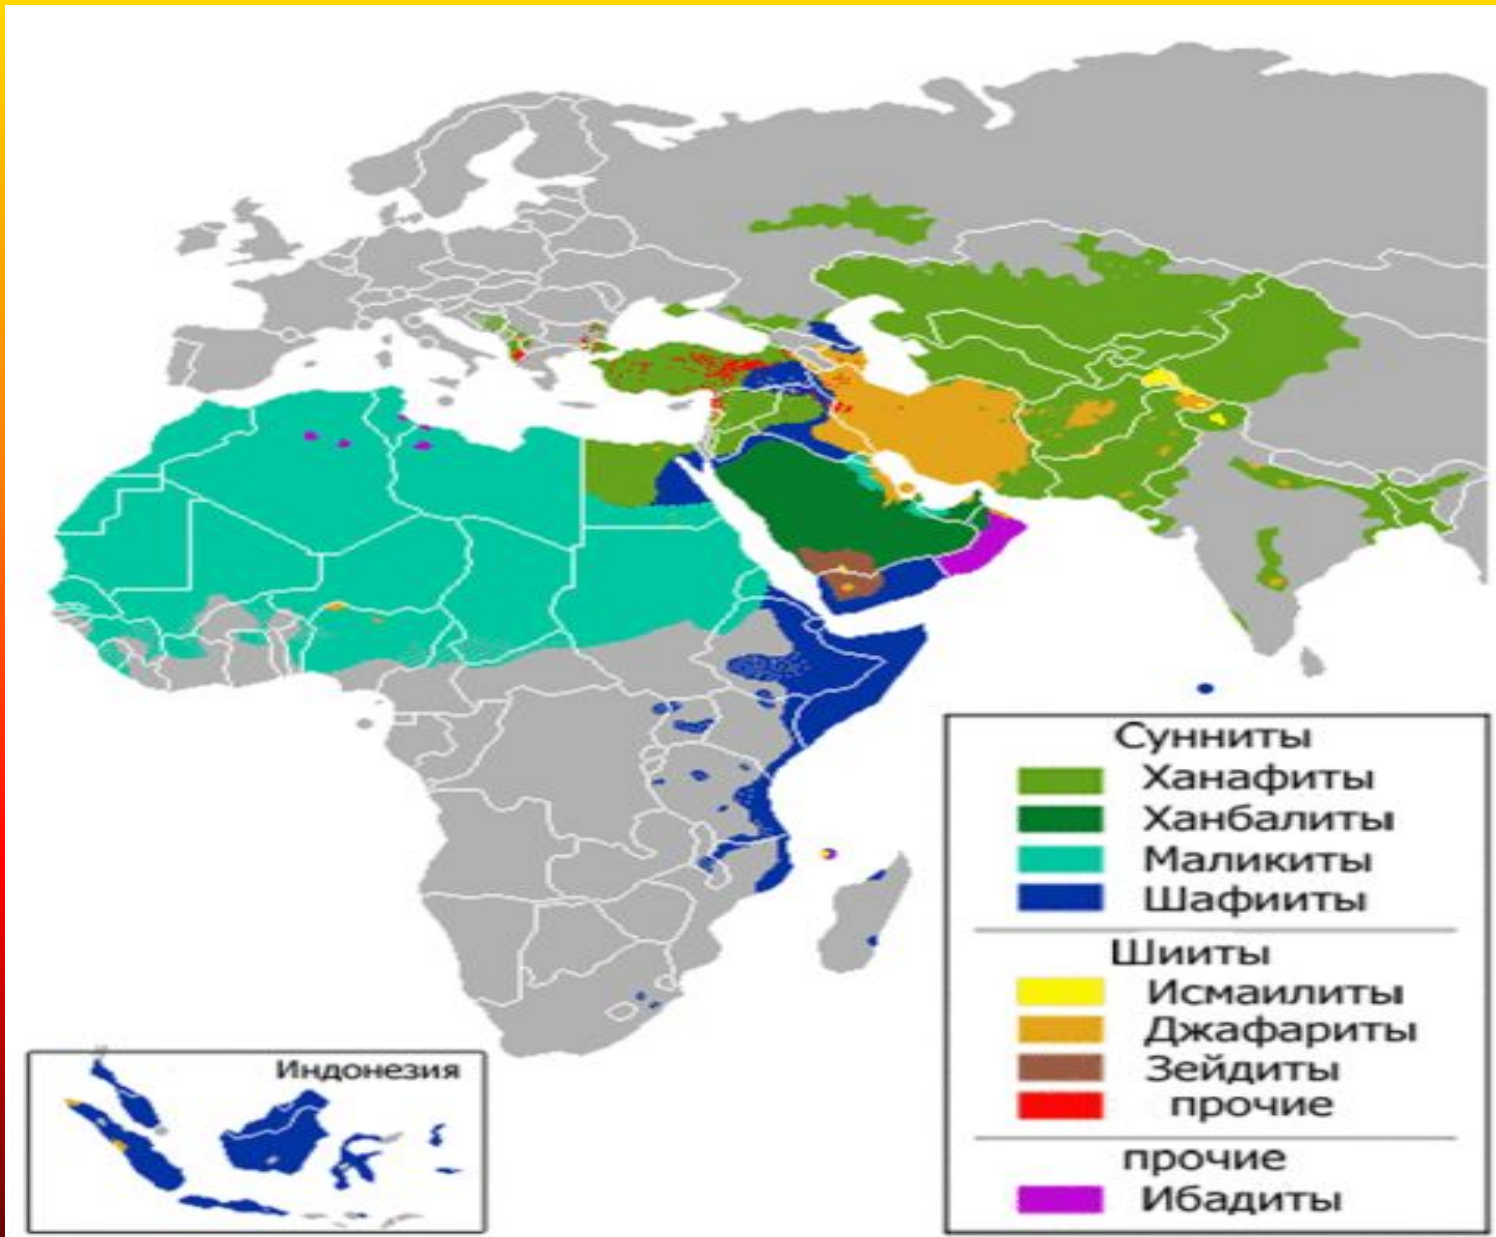 Сунниты
Ханафиты
Ханбалиты
Маликиты
Шафииты
Шииты
Исмаилиты
Джафариты
Зейдиты
прочие
прочие
Ибадиты
Индонезия